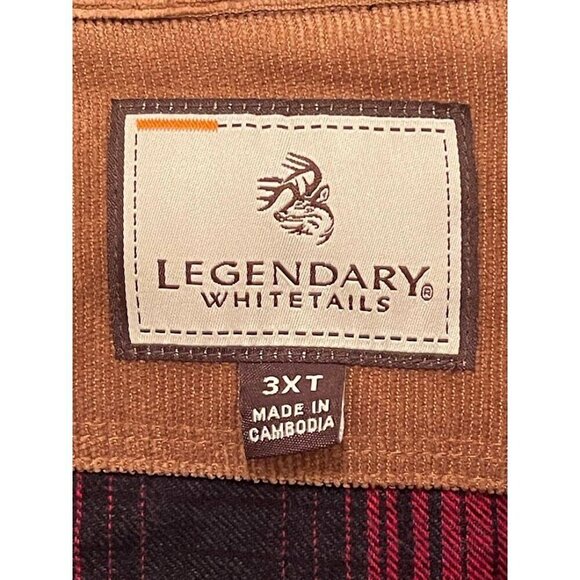 LEGENDARY®
WHITETAILS
3XT
MADE IN
CAMBODIA